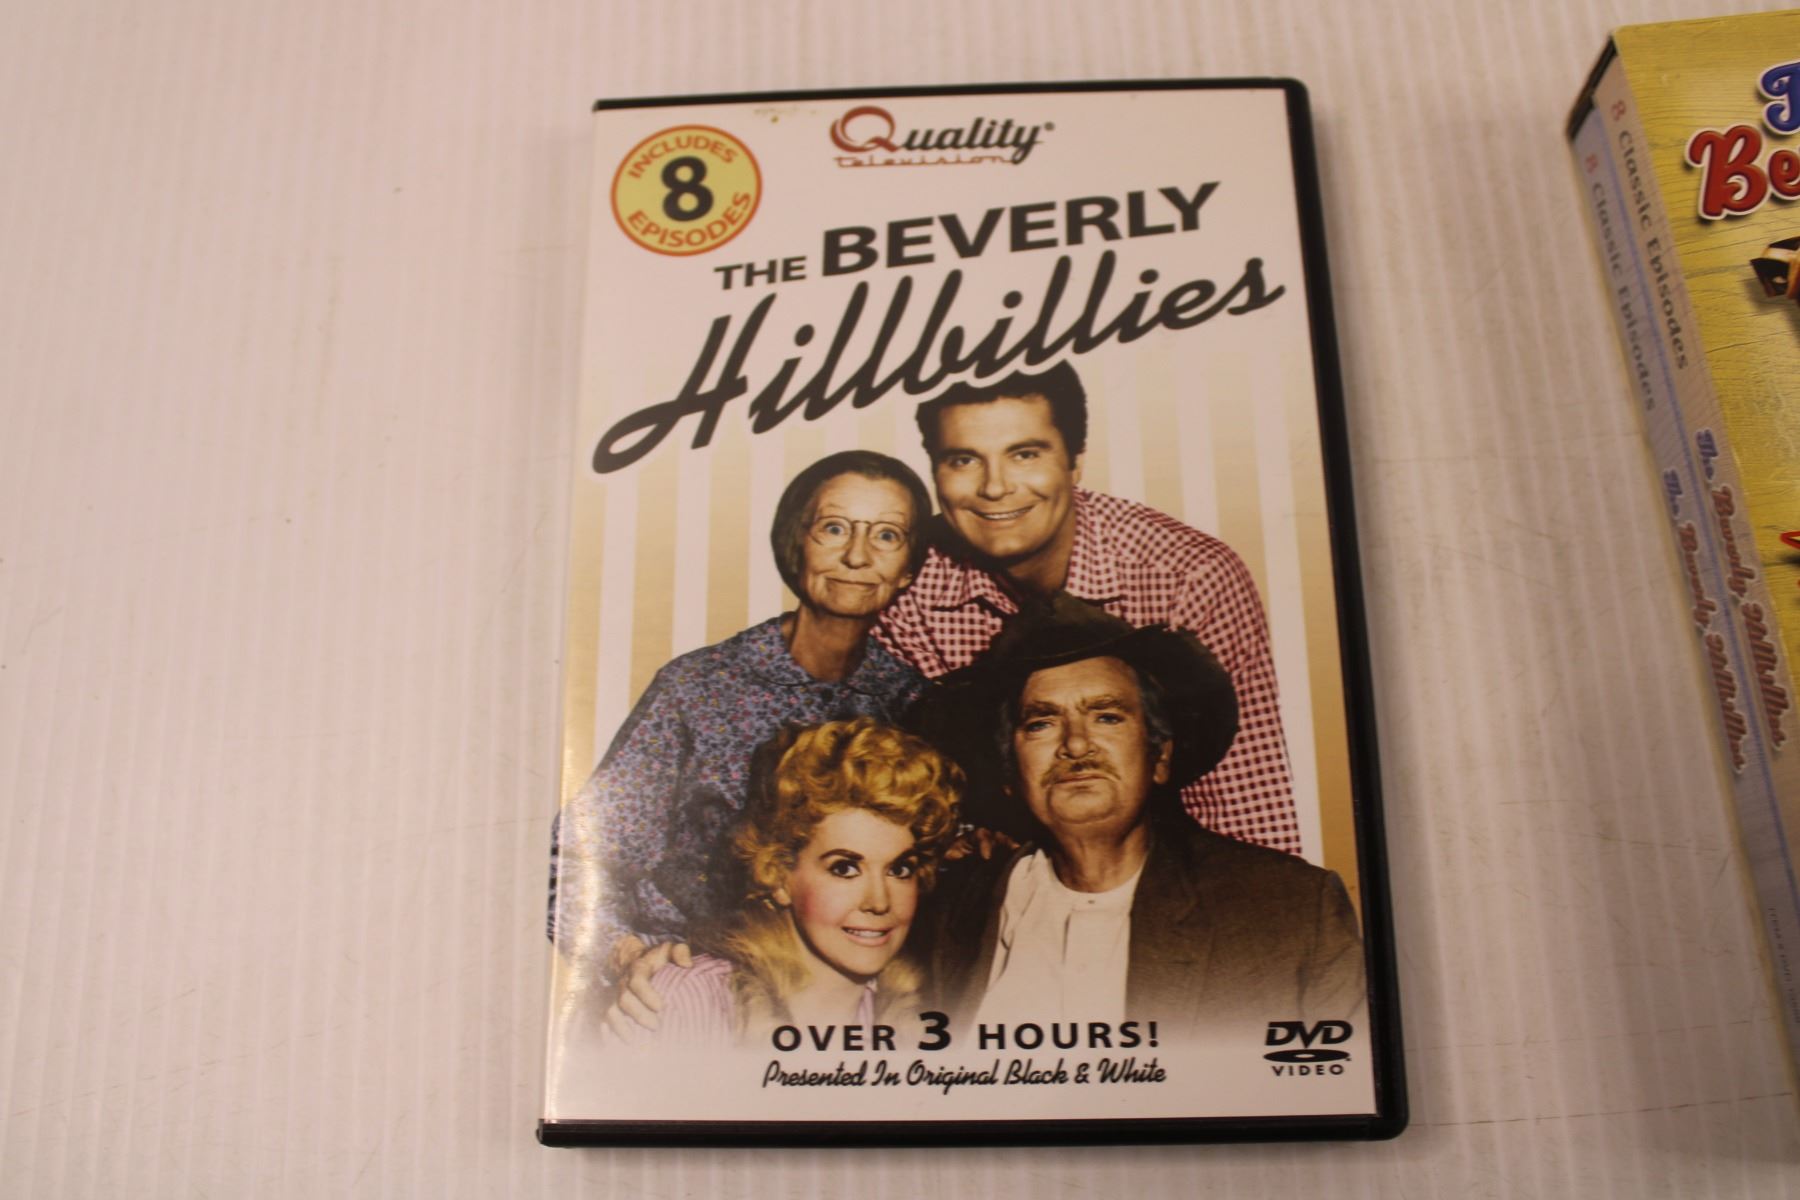 INCLUDES
8
EPISODES
Quality®
television
THE BEVERLY
Hillbillies
OVER 3 HOURS!
Presented In Original Black & White
DVD
VIDEO
8 Classic Episodes The Beverly Hillbillies
8 Classic Episodes The Beverly Hillbillies